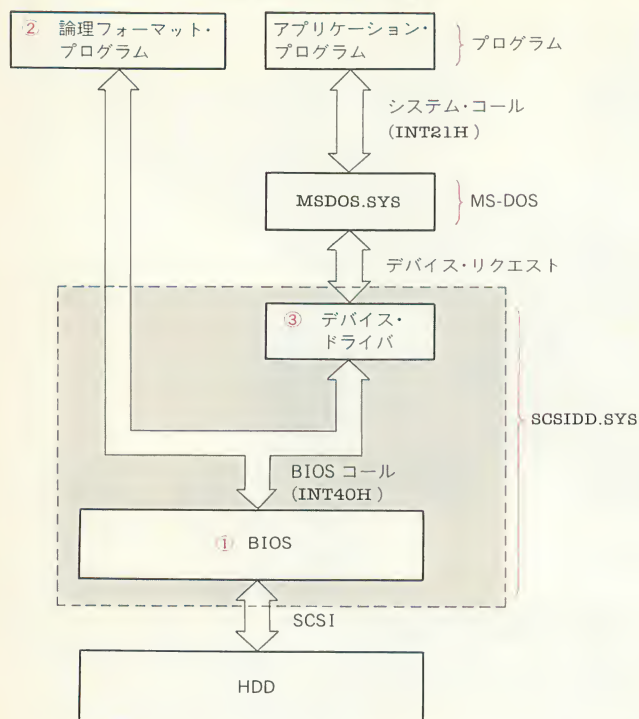 ② 論理フォーマット・
プログラム
アプリケーション・
プログラム
プログラム
システム・コール
(INT21H)
MSDOS.SYS
MS-DOS
デバイス・リクエスト
③ デバイス・
ドライバ
SCSIDD.SYS
BIOS コール
(INT40H)
① BIOS
SCSI
HDD